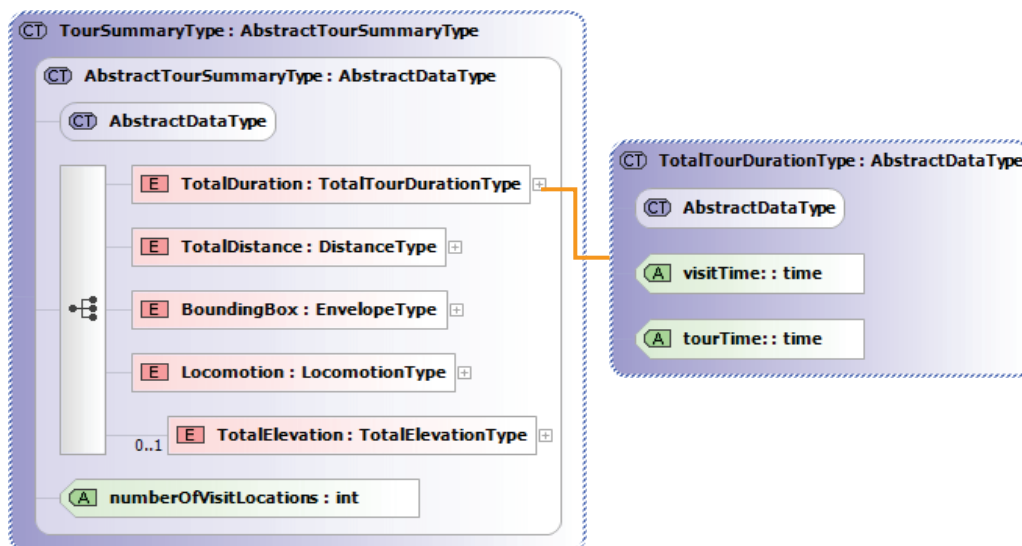 CT TourSummaryType : AbstractTourSummaryType
CT AbstractTourSummaryType : AbstractDataType
CT AbstractDataType
E TotalDuration : TotalTourDurationType
E TotalDistance : DistanceType
E BoundingBox : EnvelopeType
E Locomotion : LocomotionType
0..1 E TotalElevation : TotalElevationType
A numberOfVisitLocations : int
CT TotalTourDurationType : AbstractDataType
CT AbstractDataType
A visitTime: : time
A tourTime: : time